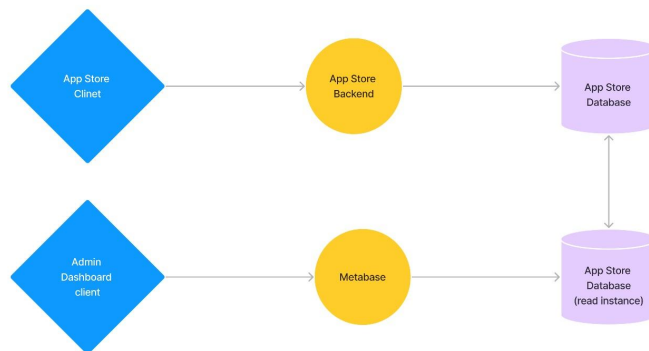 App Store
Clinet
App Store
Backend
App Store
Database
Admin
Dashboard
client
Metabase
App Store
Database
(read instance)